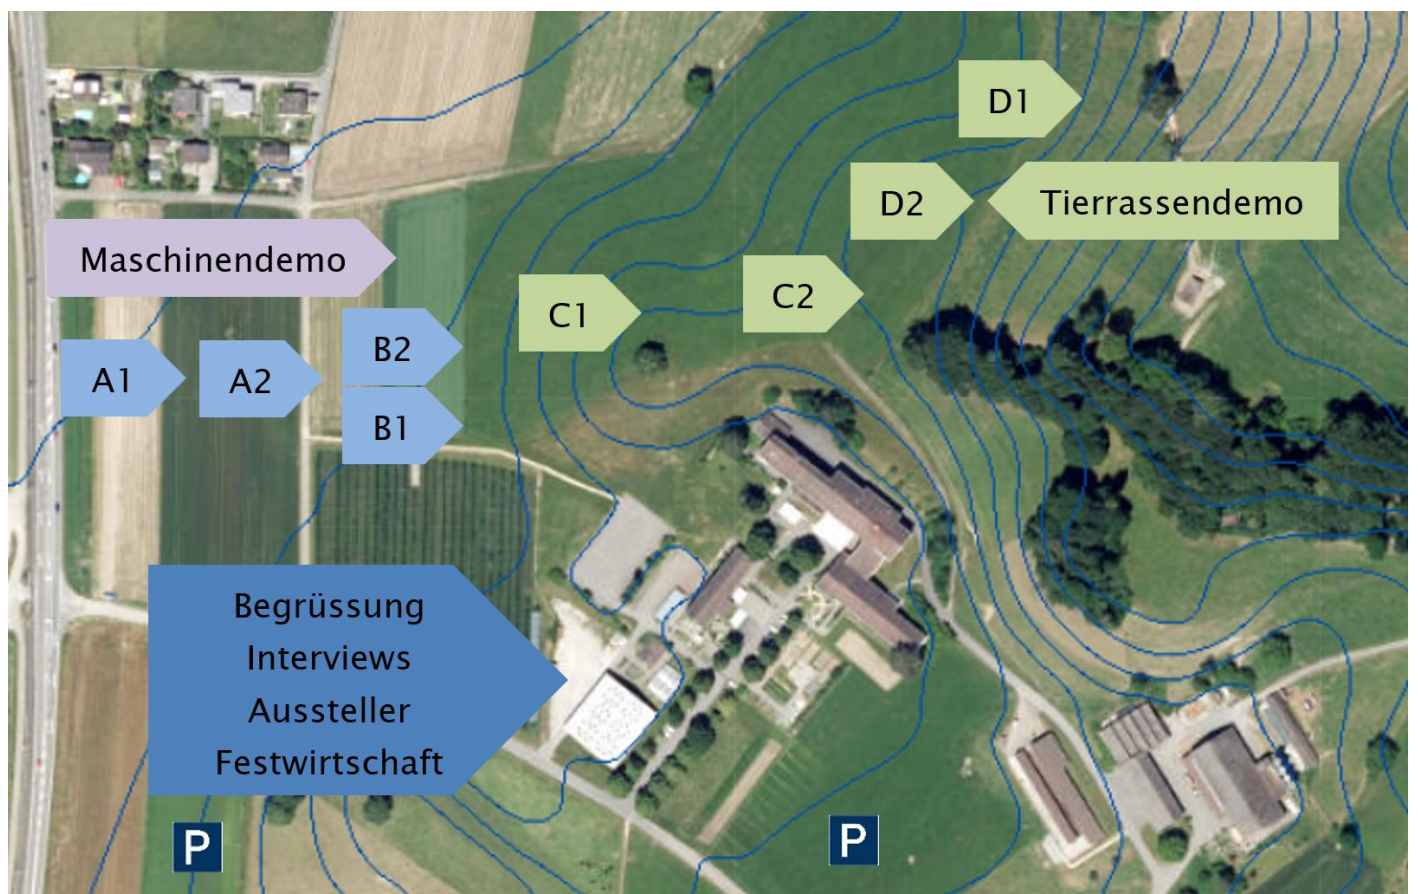 D1
D2
Tierrassendemo
Maschinendemo
C1
C2
A1
A2
B2
B1
Begrüssung
Interviews
Aussteller
Festwirtschaft
P
P